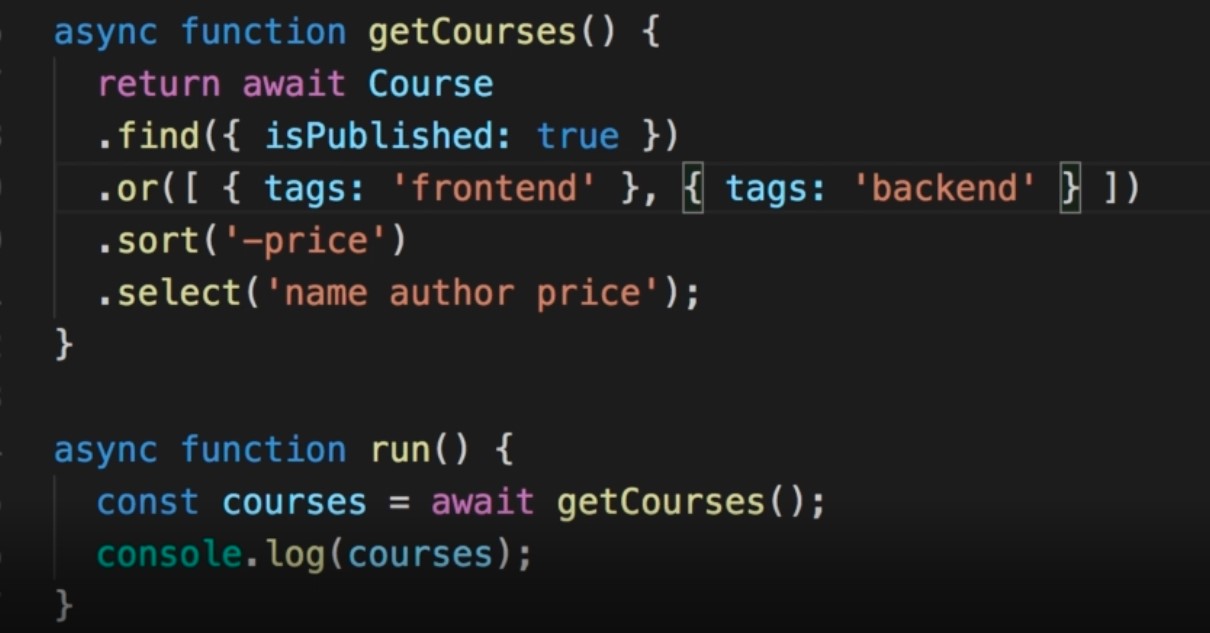 async function getCourses() {
  return await Course
  .find({ isPublished: true })
  .or([ { tags: 'frontend' }, { tags: 'backend' } ])
  .sort('-price')
  .select('name author price');
}

async function run() {
  const courses = await getCourses();
  console.log(courses);
}